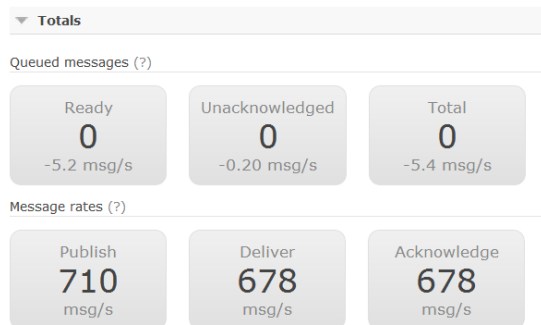 Totals
Queued messages (?)
Ready Unacknowledged Total
0 0 0
-5.2 msg/s -0.20 msg/s -5.4 msg/s
Message rates (?)
Publish Deliver Acknowledge
710 678 678
msg/s msg/s msg/s